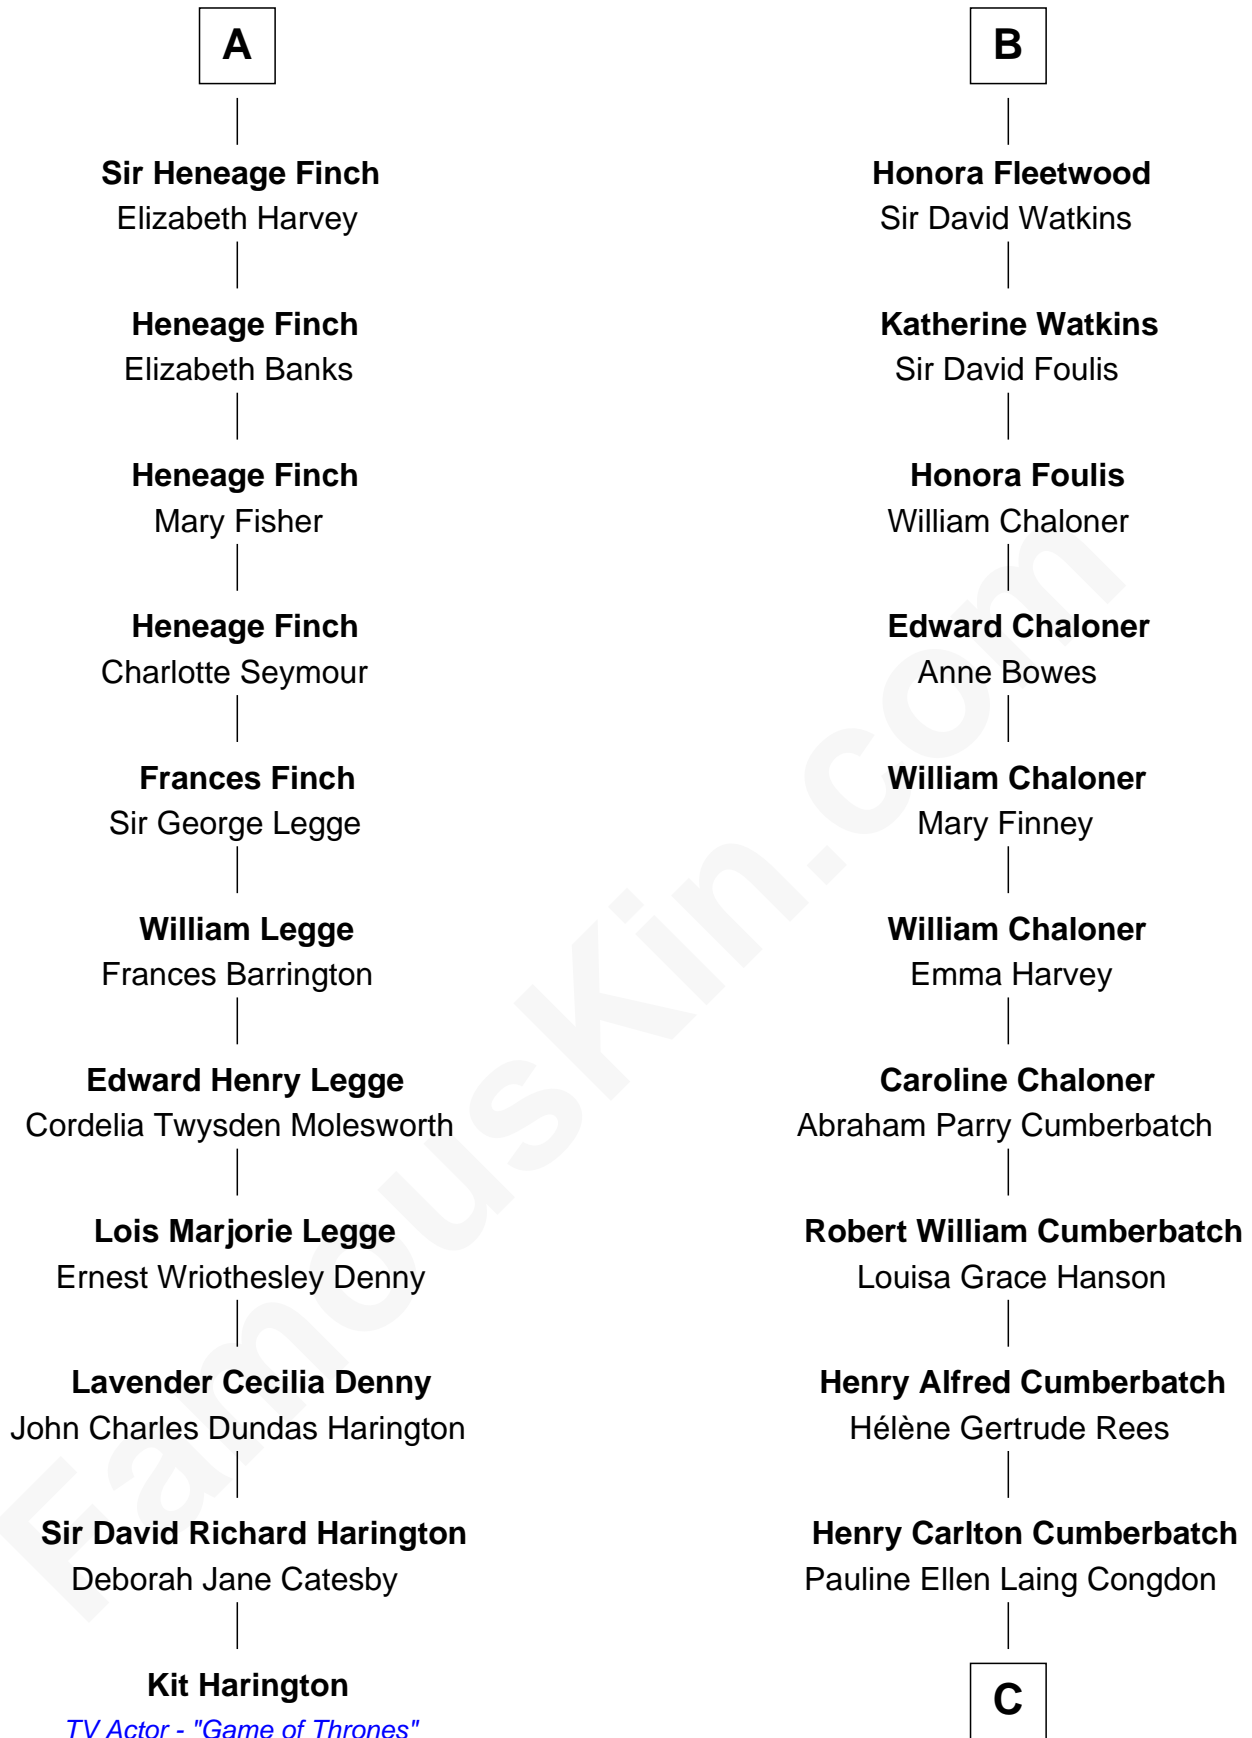 A
Sir Heneage Finch
Elizabeth Harvey
Heneage Finch
Elizabeth Banks
Heneage Finch
Mary Fisher
Heneage Finch
Charlotte Seymour
Frances Finch
Sir George Legge
William Legge
Frances Barrington
Edward Henry Legge
Cordelia Twysden Molesworth
Lois Marjorie Legge
Ernest Wriothesley Denny
Lavender Cecilia Denny
John Charles Dundas Harington
Sir David Richard Harington
Deborah Jane Catesby
Kit Harington
TV Actor - "Game of Thrones"
B
Honora Fleetwood
Sir David Watkins
Katherine Watkins
Sir David Foulis
Honora Foulis
William Chaloner
Edward Chaloner
Anne Bowes
William Chaloner
Mary Finney
William Chaloner
Emma Harvey
Caroline Chaloner
Abraham Parry Cumberbatch
Robert William Cumberbatch
Louisa Grace Hanson
Henry Alfred Cumberbatch
Hélène Gertrude Rees
Henry Carlton Cumberbatch
Pauline Ellen Laing Congdon
C
FamousKin.com